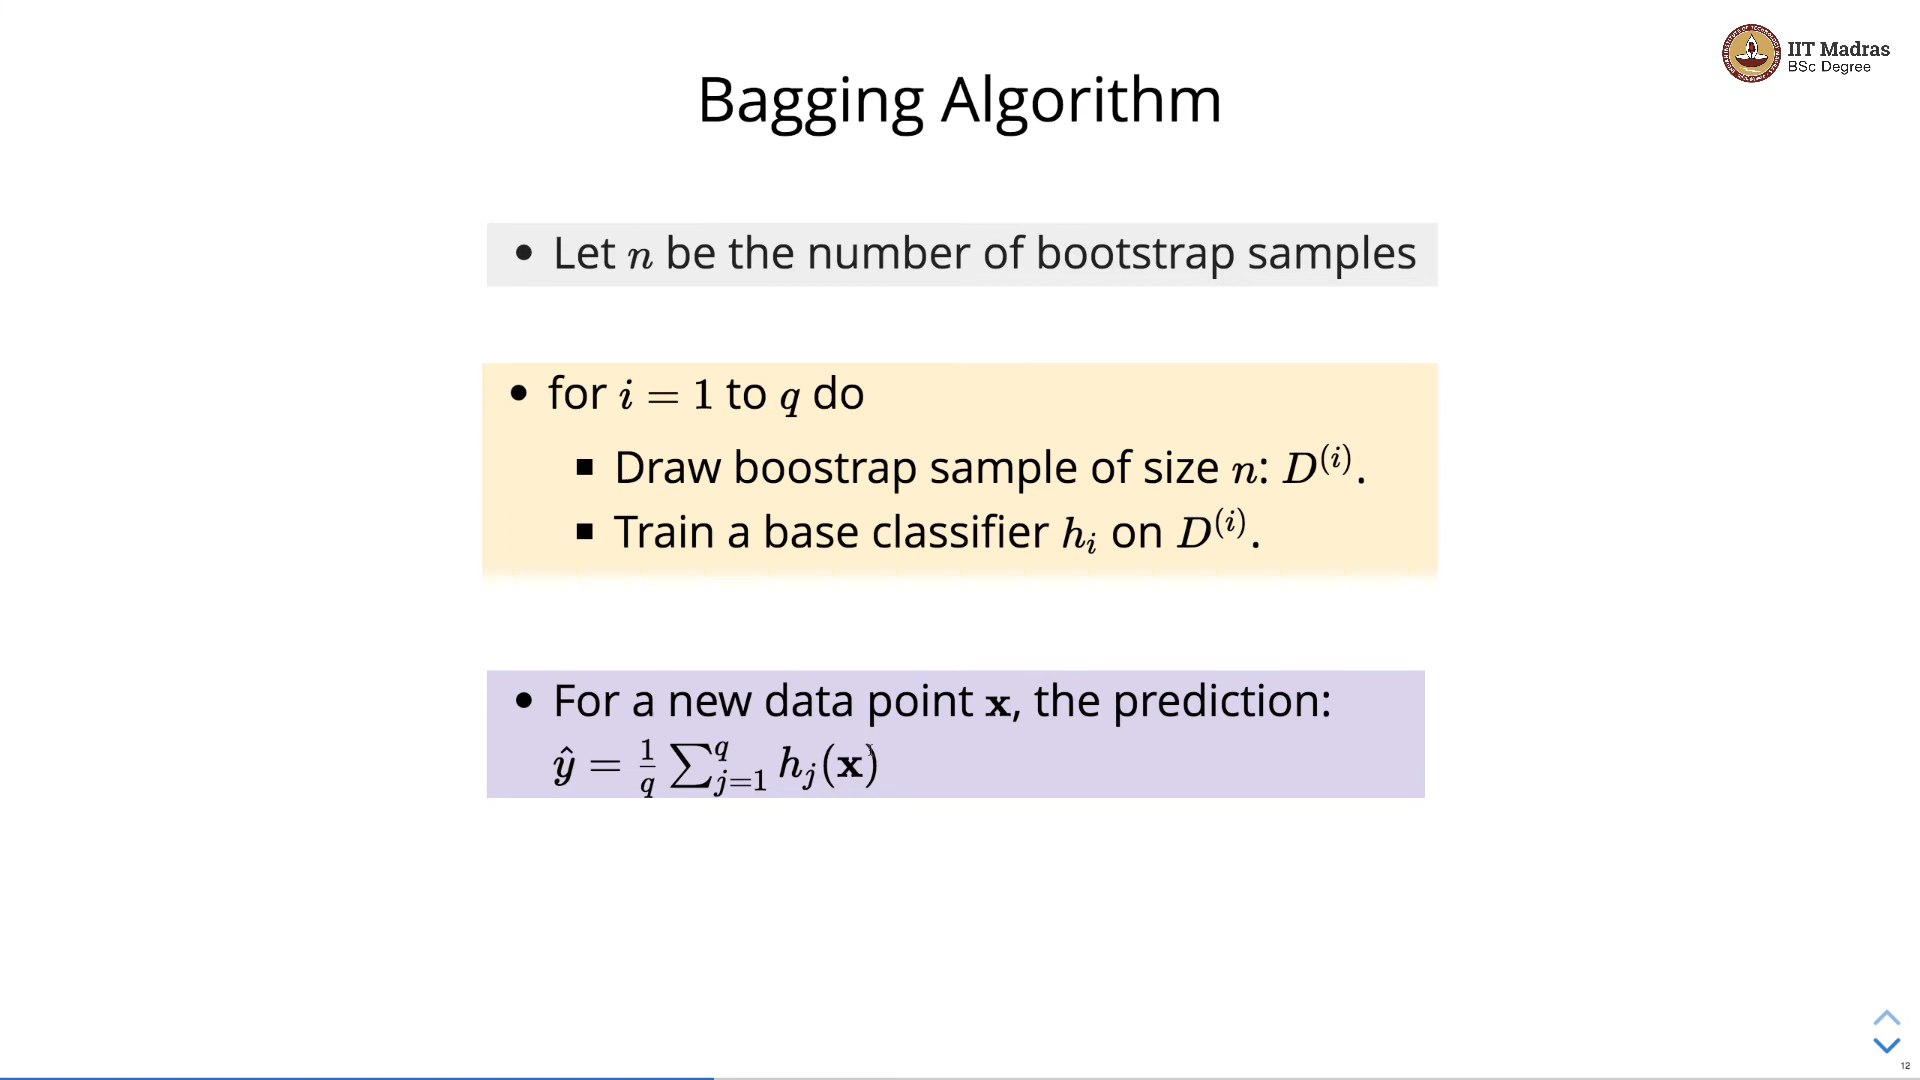 IIT Madras
BSc Degree
Bagging Algorithm
• Let n be the number of bootstrap samples
• for i = 1 to q do
▪ Draw boostrap sample of size n: D^(i).
▪ Train a base classifier h_i on D^(i).
• For a new data point x, the prediction:
ŷ = 1/q ∑_{j=1}^{q} h_j(x)
12